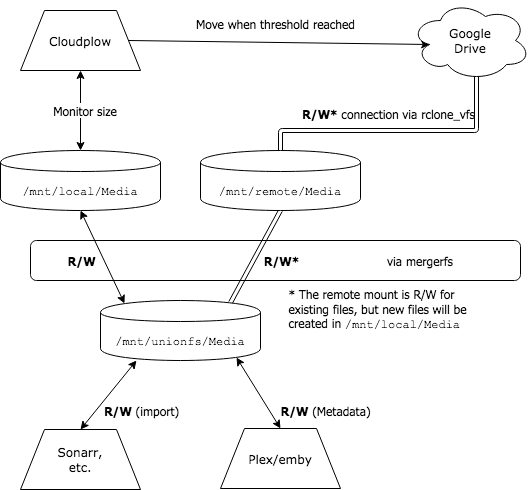 Cloudplow
Move when threshold reached
Google
Drive
Monitor size
R/W* connection via rclone_vfs
/mnt/local/Media
/mnt/remote/Media
R/W
R/W*
via mergerfs
* The remote mount is R/W for
existing files, but new files will be
created in /mnt/local/Media
/mnt/unionfs/Media
R/W (import)
R/W (Metadata)
Sonarr,
etc.
Plex/emby